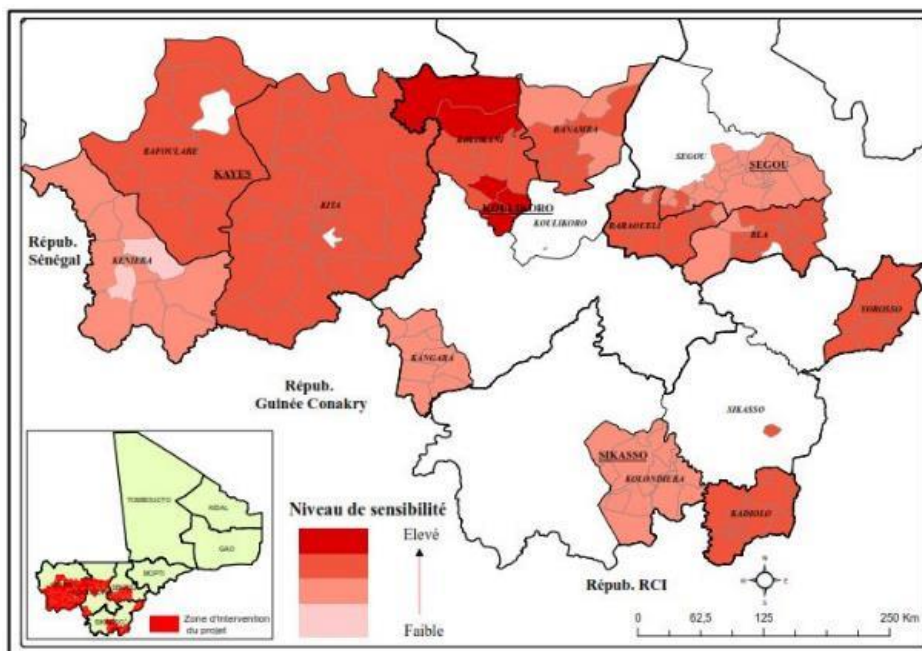 BAFOULABE
KAYES
KITA
KENIEBA
Répub.
Sénégal
BANAMBA
KOULIKORO
KOULIKORO
SEGOU
SEGOU
BARAOUELI
BLA
YOROSSO
KANGABA
Répub.
Guinée Conakry
SIKASSO
SIKASSO
KOLONDIEBA
KADIOLO
Répub. RCI
TOMBOUCTO
KIDAL
GAO
MOPTI
Zone d'intervention
du projet
Niveau de sensibilité
Elevé
Faible
N
E
S
0
62,5
125
250 Km